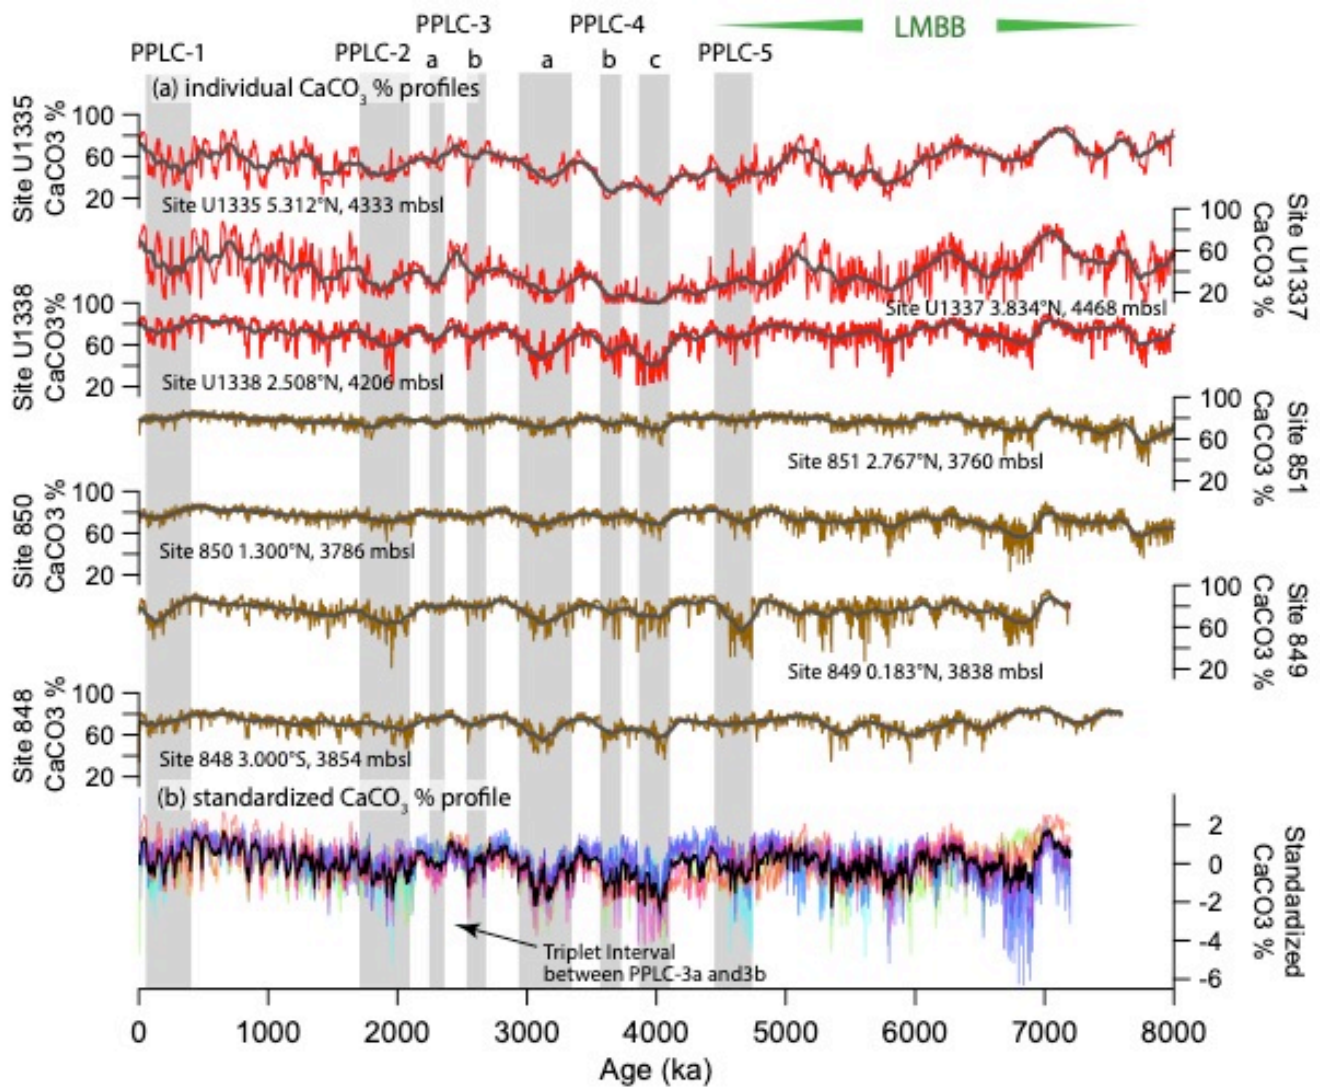 PPLC-3
PPLC-4
LMBB
PPLC-1
PPLC-2
a
b
a
b
c
PPLC-5
(a) individual CaCO3 % profiles
Site U1335
CaCO3 %
100
60
20
Site U1335 5.312°N, 4333 mbsl
100
60
20
Site U1337
CaCO3 %
Site U1337 3.834°N, 4468 mbsl
Site U1338
CaCO3%
100
60
20
Site U1338 2.508°N, 4206 mbsl
100
60
20
Site 851
CaCO3 %
Site 851 2.767°N, 3760 mbsl
Site 850
CaCO3 %
100
60
20
Site 850 1.300°N, 3786 mbsl
100
60
20
Site 849
CaCO3 %
Site 849 0.183°N, 3838 mbsl
Site 848
CaCO3 %
100
60
20
Site 848 3.000°S, 3854 mbsl
(b) standardized CaCO3 % profile
2
0
-2
-4
-6
Standardized
CaCO3 %
Triplet Interval
between PPLC-3a and3b
0
1000
2000
3000
4000
5000
6000
7000
8000
Age (ka)